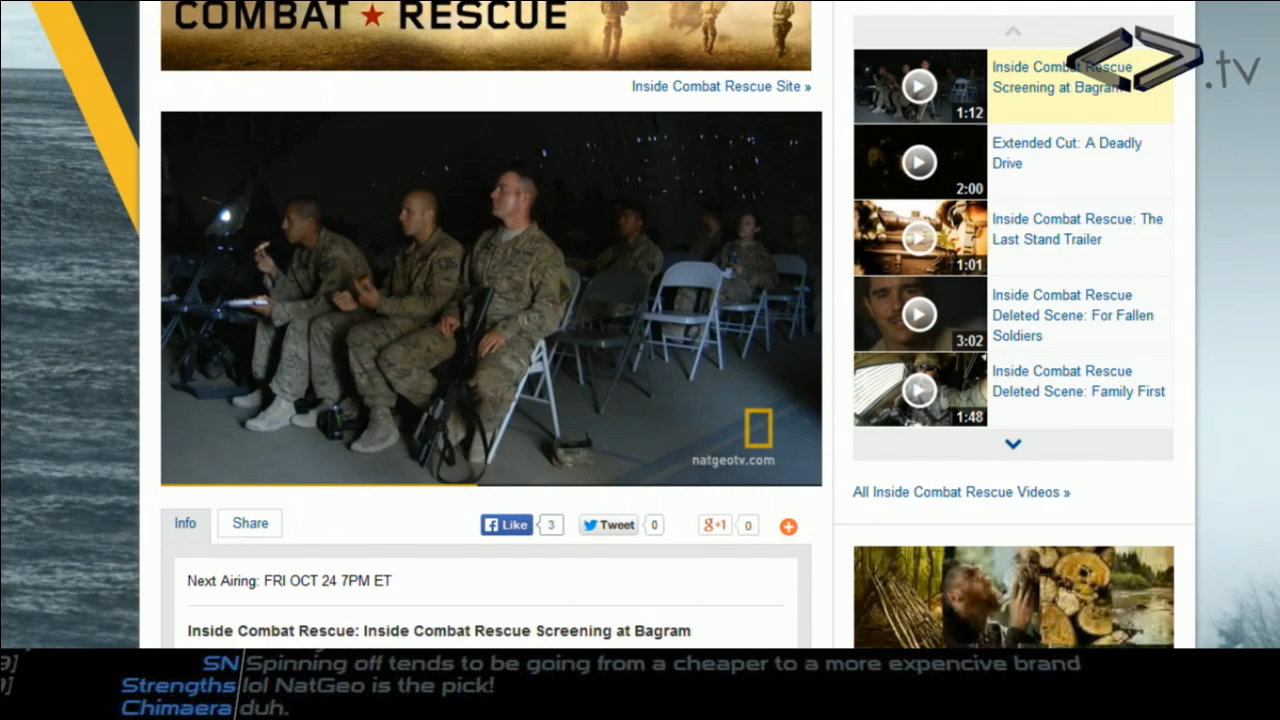 COMBAT ★ RESCUE
Inside Combat Rescue Site »
natgeotv.com
Info
Share
Like
3
Tweet
0
g+1
0
Next Airing: FRI OCT 24 7PM ET
Inside Combat Rescue: Inside Combat Rescue Screening at Bagram
<>.tv
1:12
Inside Combat Rescue
Screening at Bagram
2:00
Extended Cut: A Deadly
Drive
1:01
Inside Combat Rescue: The
Last Stand Trailer
3:02
Inside Combat Rescue
Deleted Scene: For Fallen
Soldiers
1:48
Inside Combat Rescue
Deleted Scene: Family First
All Inside Combat Rescue Videos »
9] SN Spinning off tends to be going from a cheaper to a more expencive brand
] Strengths lol NatGeo is the pick!
Chimaera duh.